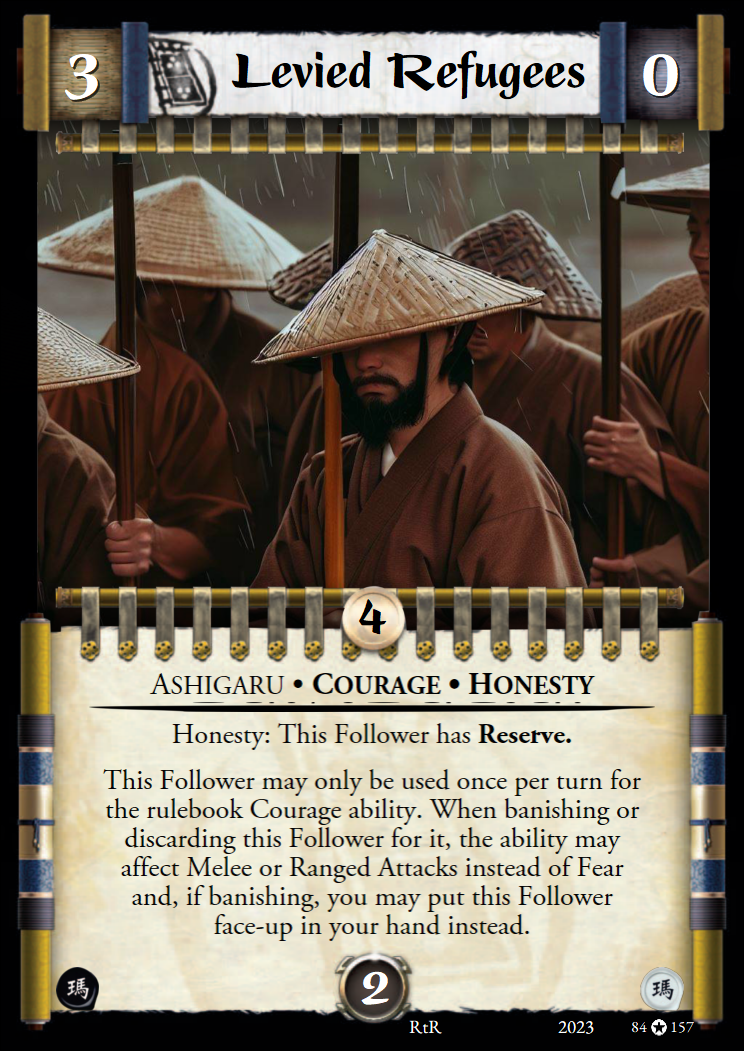 3
Levied Refugees
0
4
ASHIGARU • COURAGE • HONESTY
Honesty: This Follower has Reserve.
This Follower may only be used once per turn for
the rulebook Courage ability. When banishing or
discarding this Follower for it, the ability may
affect Melee or Ranged Attacks instead of Fear
and, if banishing, you may put this Follower
face-up in your hand instead.
瑪
2
瑪
RtR
2023
84 ✪ 157